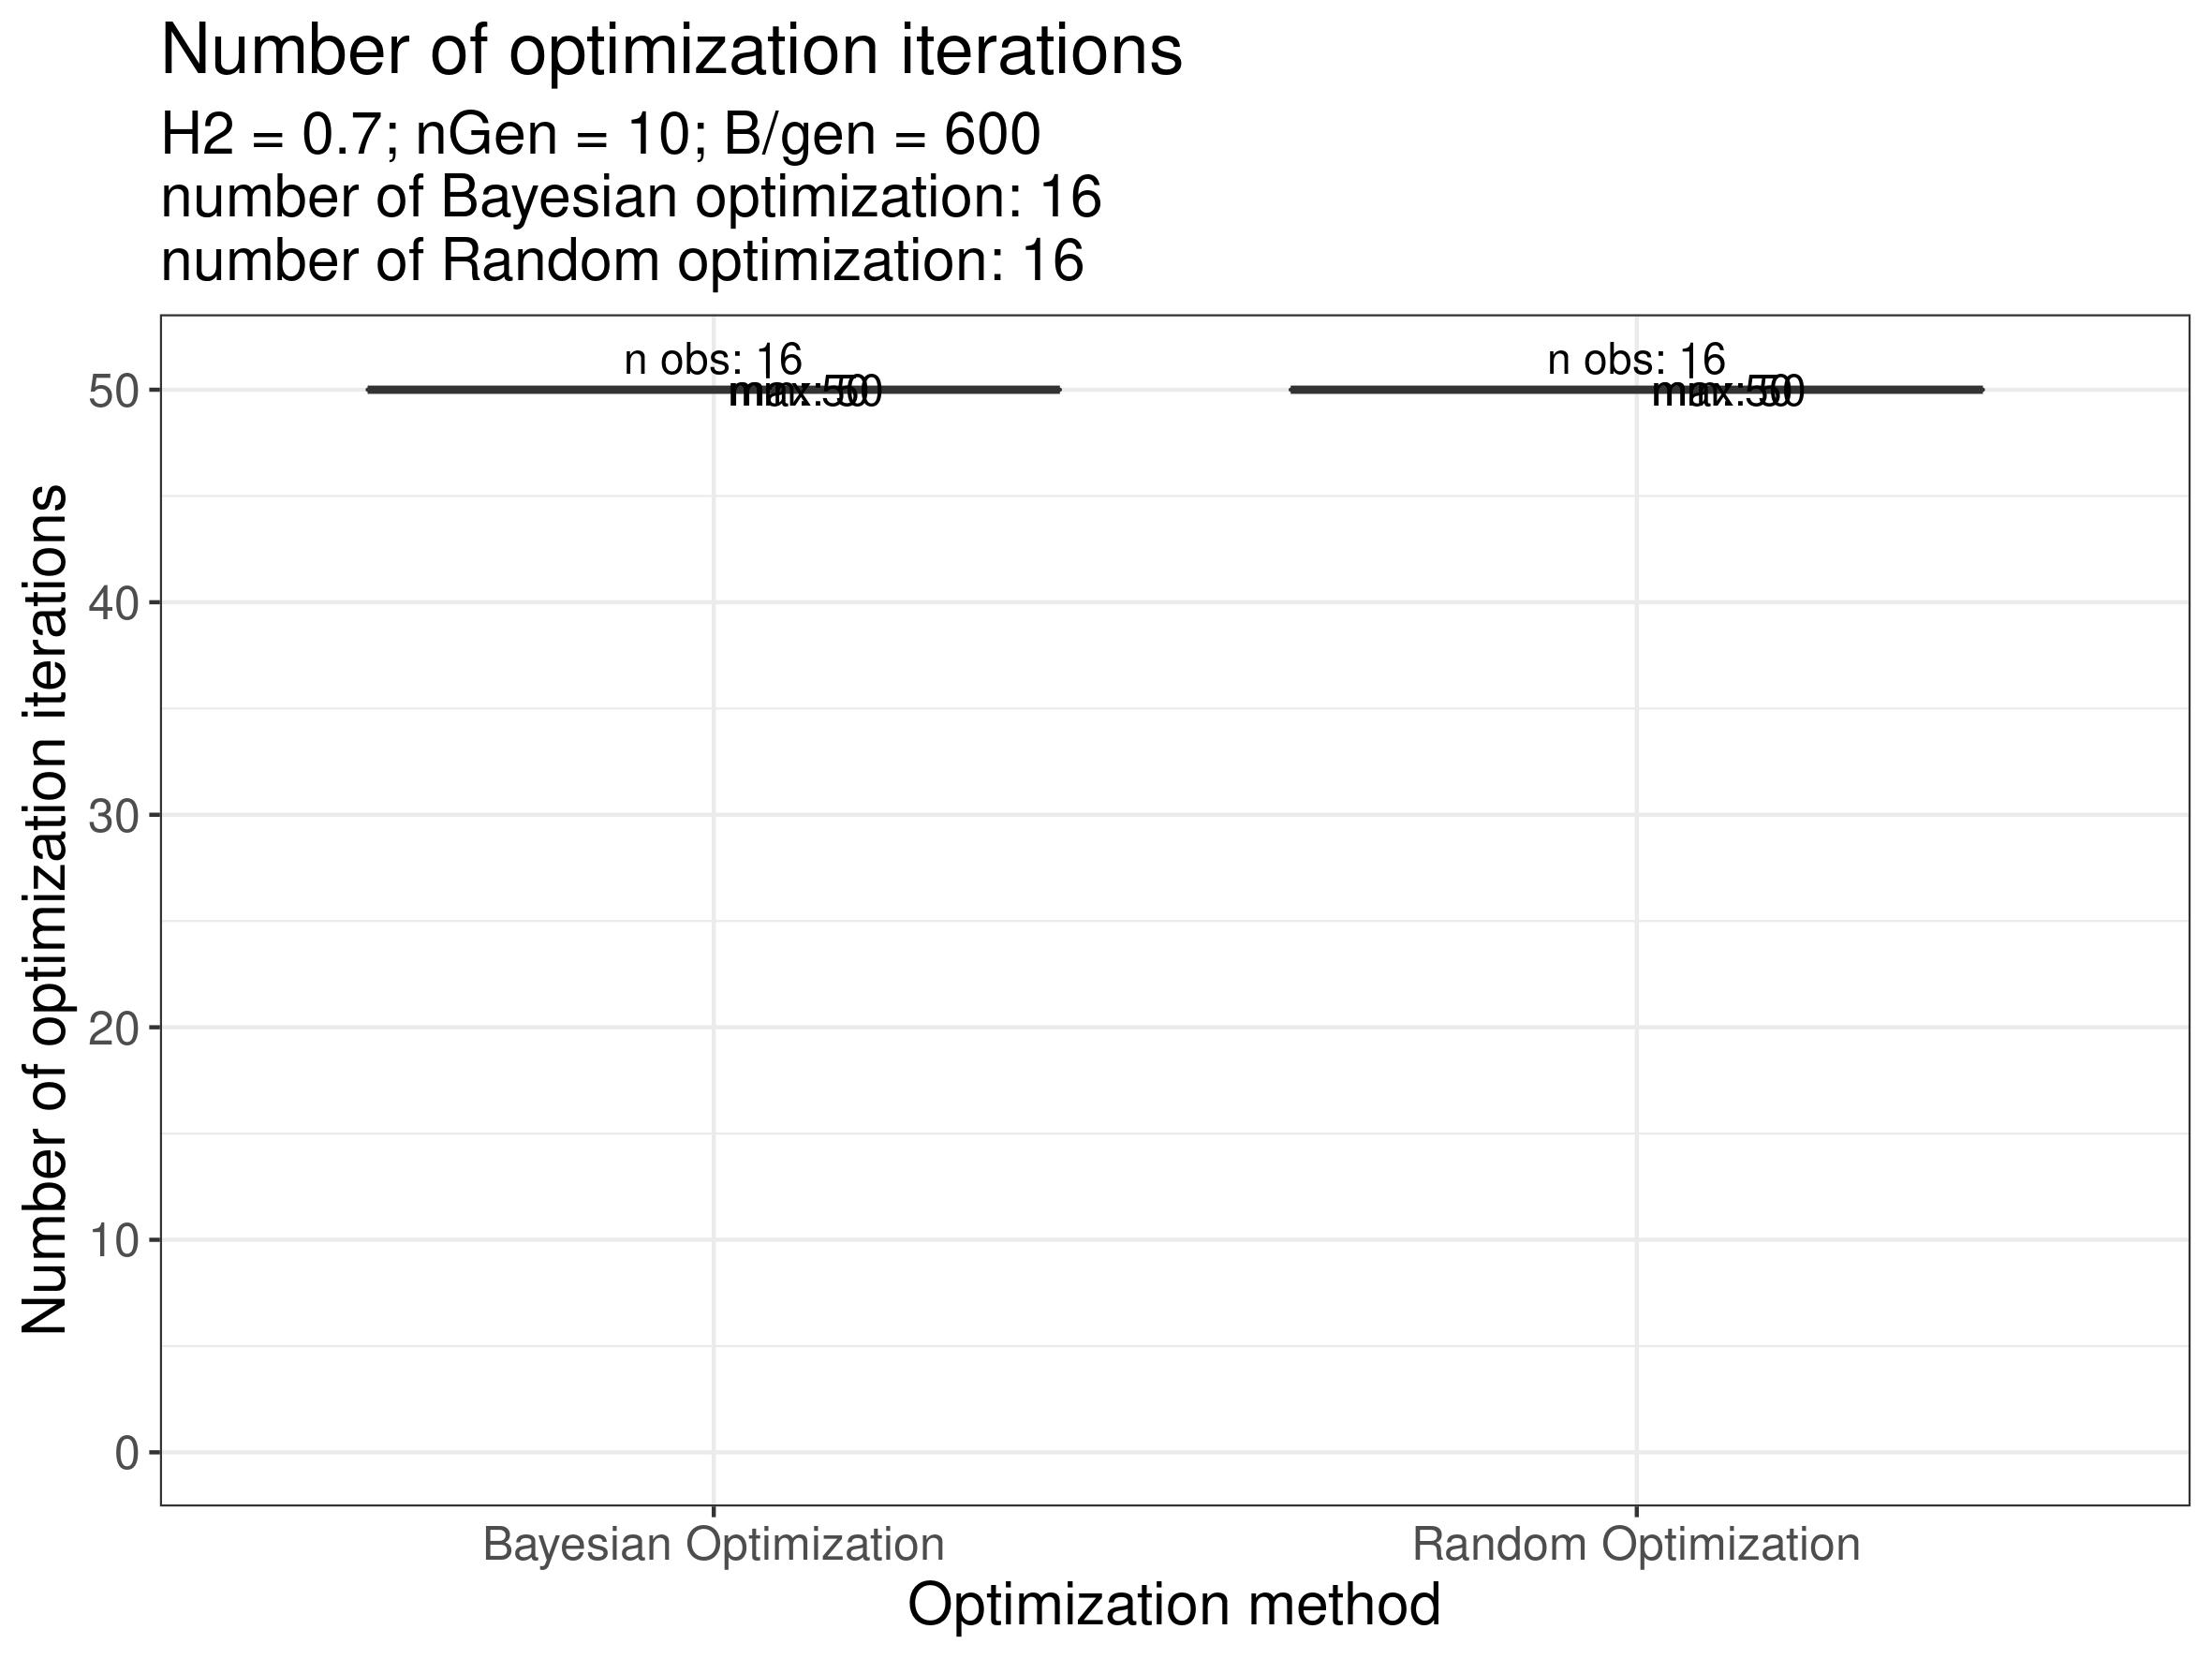 Number of optimization iterations
H2 = 0.7; nGen = 10; B/gen = 600
number of Bayesian optimization: 16
number of Random optimization: 16
n obs: 16
n obs: 16
50
40
30
20
10
0
Number of optimization iterations
Bayesian Optimization
Random Optimization
Optimization method